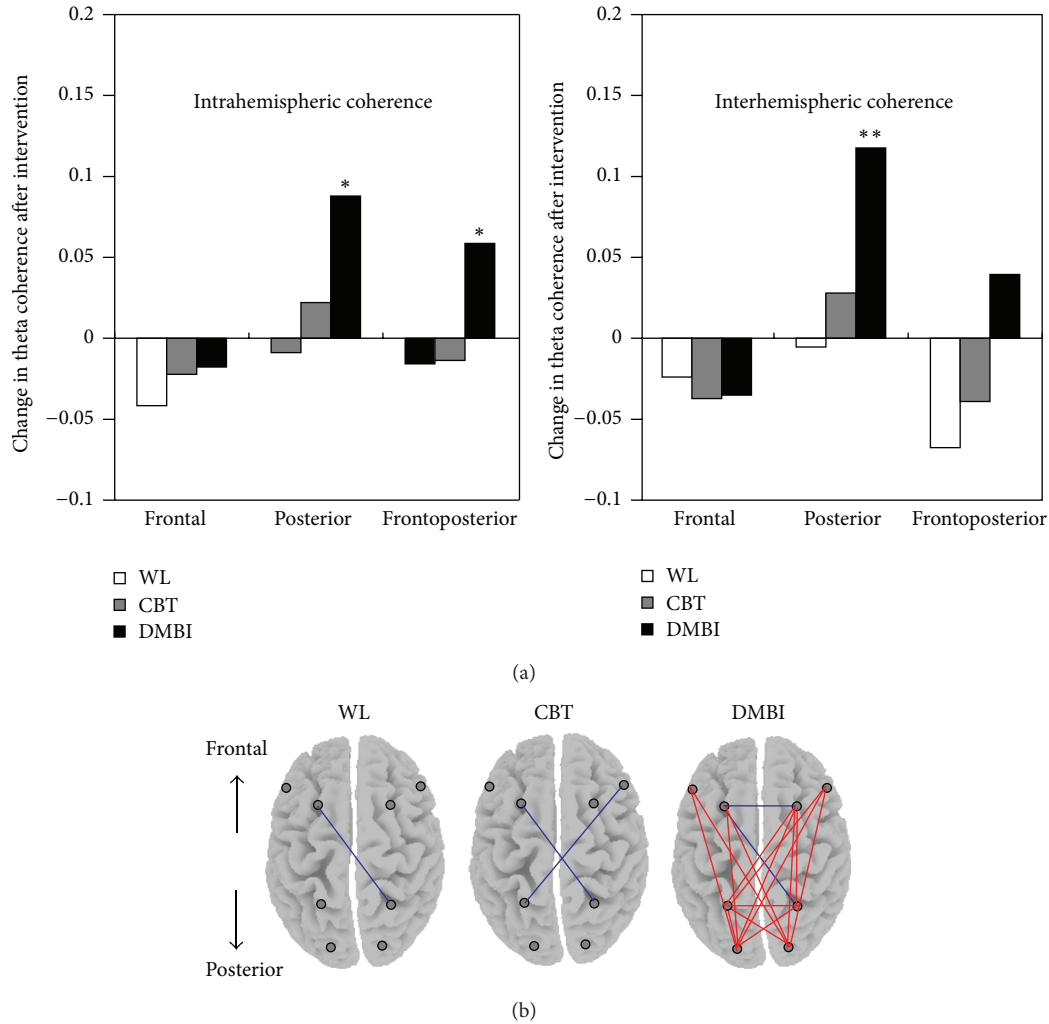 Change in theta coherence after intervention
0.2
0.15
0.1
0.05
0
−0.05
−0.1
Intrahemispheric coherence
*
*
Frontal
Posterior
Frontoposterior
WL
CBT
DMBI
Change in theta coherence after intervention
0.2
0.15
0.1
0.05
0
−0.05
−0.1
Interhemispheric coherence
**
Frontal
Posterior
Frontoposterior
WL
CBT
DMBI
(a)
WL
CBT
DMBI
Frontal
Posterior
(b)